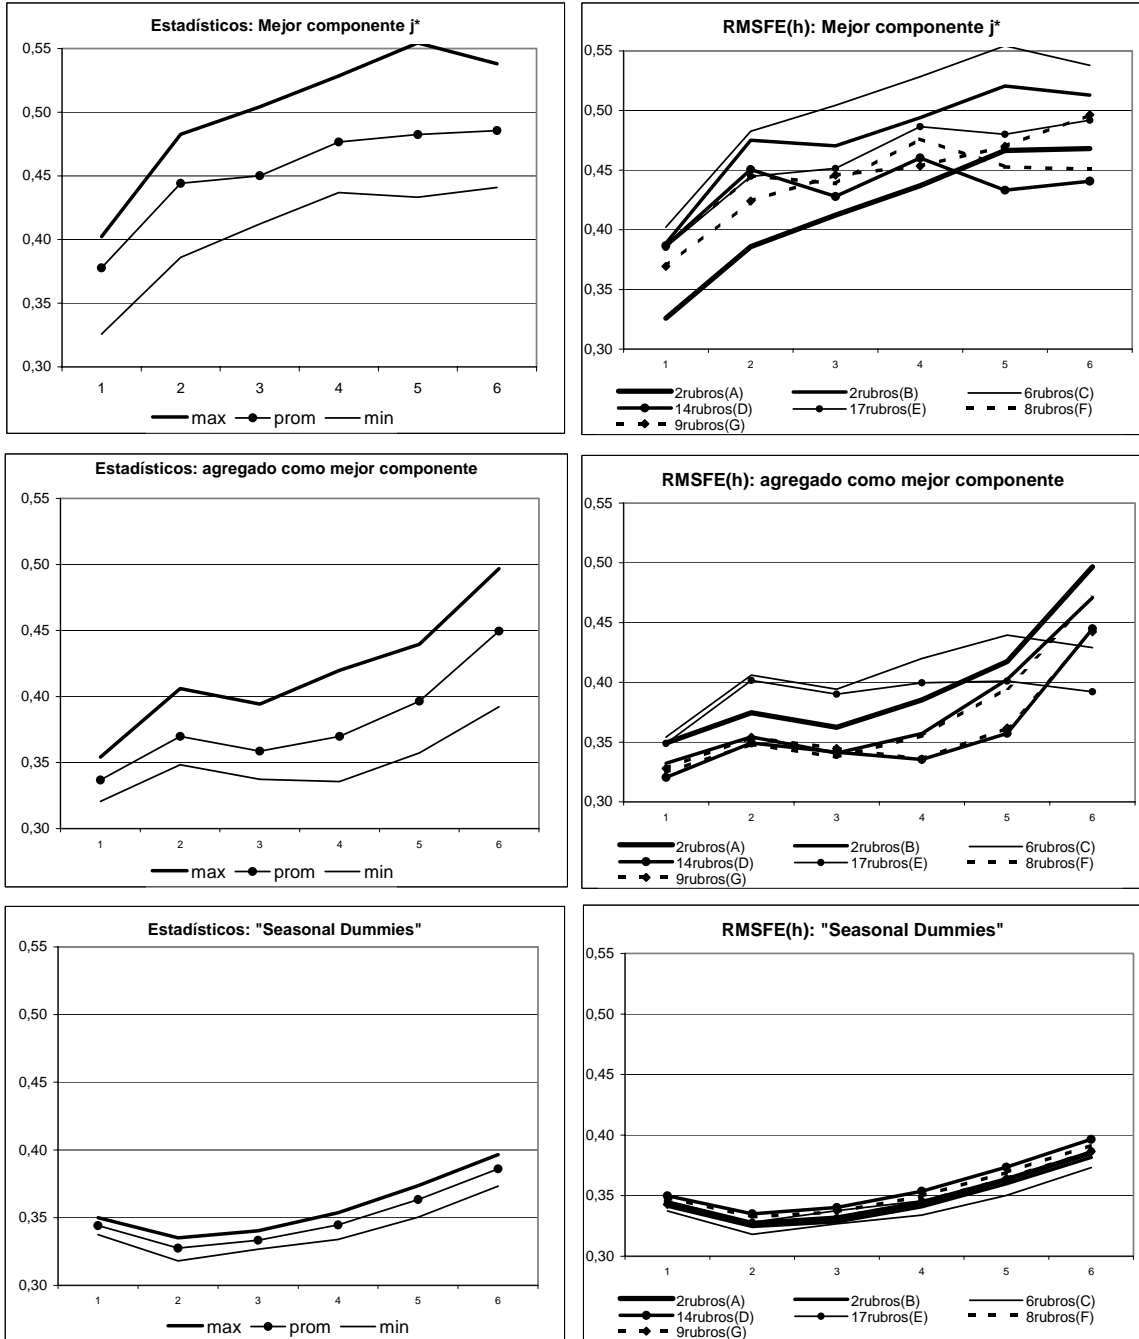 Estadísticos: Mejor componente j*
0,55
0,50
0,45
0,40
0,35
0,30
1 2 3 4 5 6
max prom min
RMSFE(h): Mejor componente j*
0,55
0,50
0,45
0,40
0,35
0,30
1 2 3 4 5 6
2rubros(A) 2rubros(B) 6rubros(C)
14rubros(D) 17rubros(E) 8rubros(F)
9rubros(G)
Estadísticos: agregado como mejor componente
0,55
0,50
0,45
0,40
0,35
0,30
1 2 3 4 5 6
max prom min
RMSFE(h): agregado como mejor componente
0,55
0,50
0,45
0,40
0,35
0,30
1 2 3 4 5 6
2rubros(A) 2rubros(B) 6rubros(C)
14rubros(D) 17rubros(E) 8rubros(F)
9rubros(G)
Estadísticos: "Seasonal Dummies"
0,55
0,50
0,45
0,40
0,35
0,30
1 2 3 4 5 6
max prom min
RMSFE(h): "Seasonal Dummies"
0,55
0,50
0,45
0,40
0,35
0,30
1 2 3 4 5 6
2rubros(A) 2rubros(B) 6rubros(C)
14rubros(D) 17rubros(E) 8rubros(F)
9rubros(G)